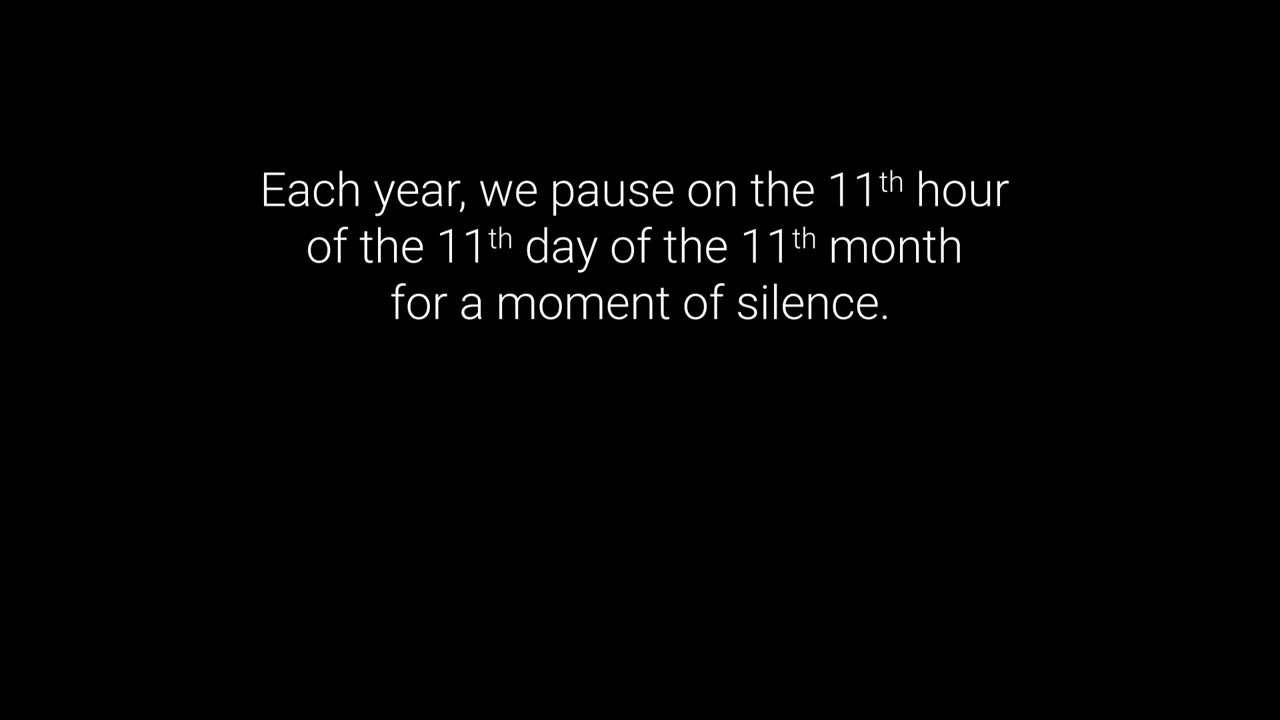 Each year, we pause on the 11th hour
of the 11th day of the 11th month
for a moment of silence.